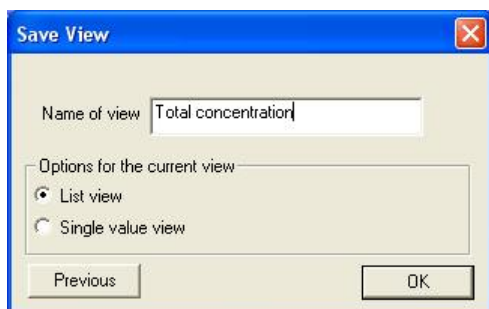 Save View
Name of view Total concentration
Options for the current view
List view
Single value view
Previous OK